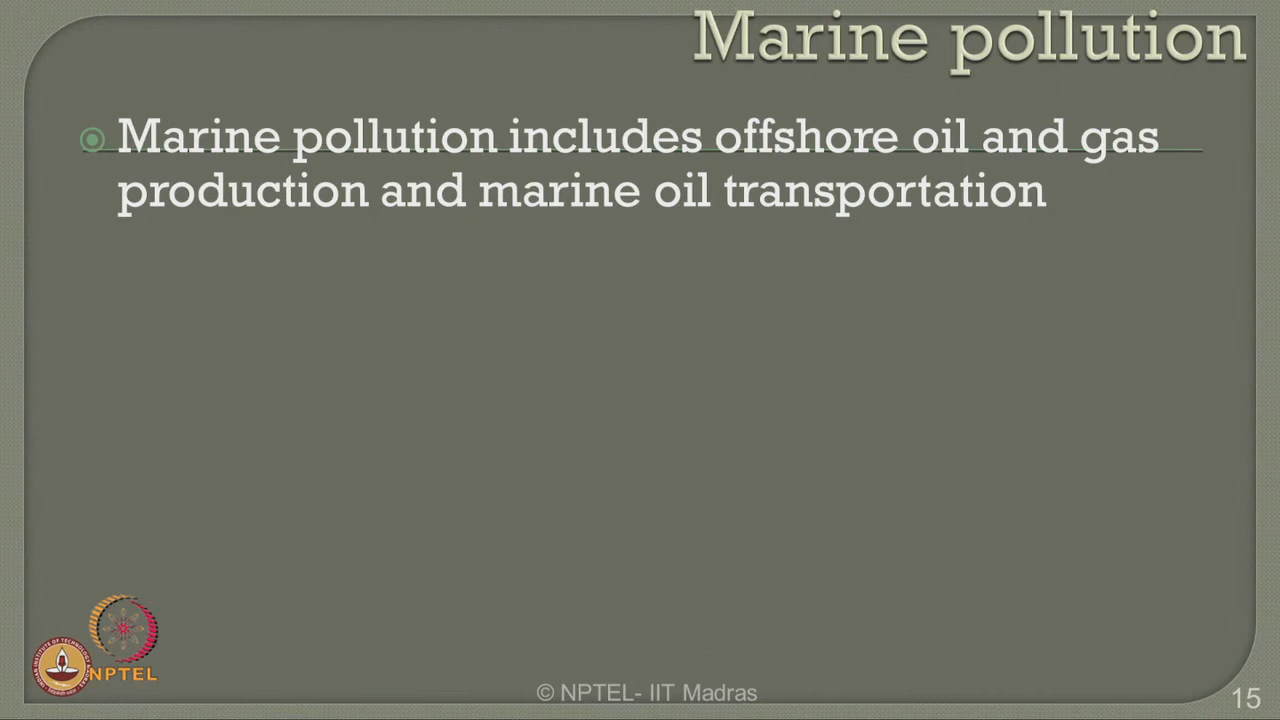 Marine pollution
Marine pollution includes offshore oil and gas
production and marine oil transportation
NPTEL
© NPTEL- IIT Madras
15